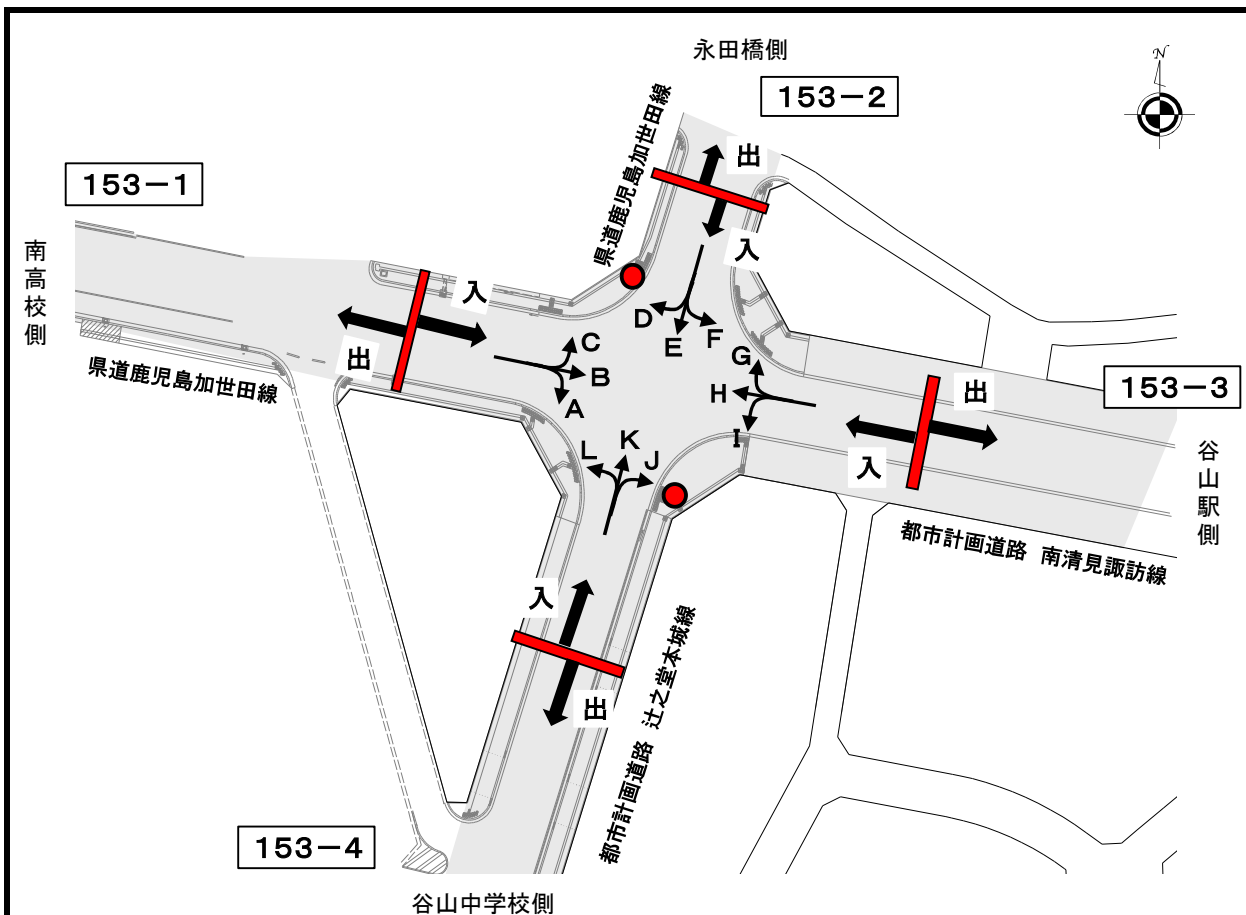 永田橋側
N
153－2
県道鹿児島加世田線
出
153－1
入
南高校側
入
出
県道鹿児島加世田線
D
E
F
C
B
A
G
H
I
153－3
出
入
谷山駅側
K
L
J
都市計画道路 南清見諏訪線
入
出
都市計画道路 辻之堂本城線
153－4
谷山中学校側